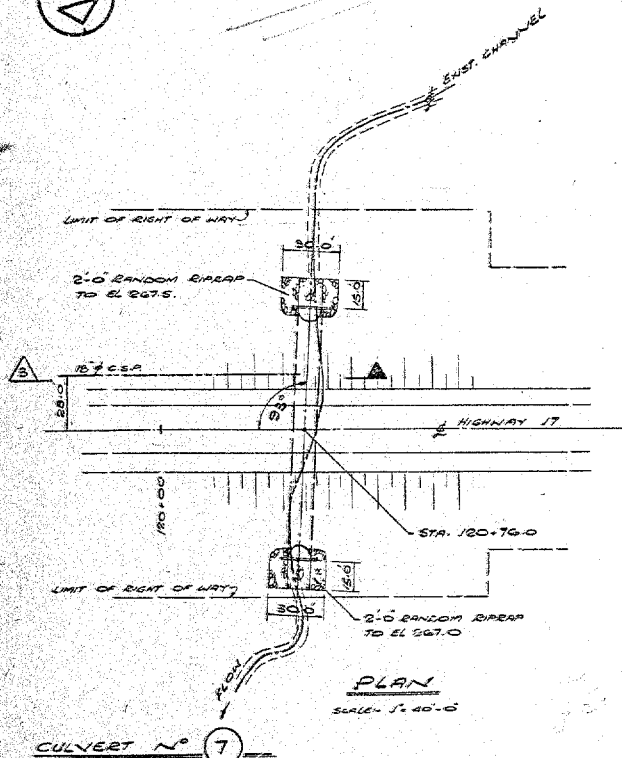 EXIST. CHANNEL
LIMIT OF RIGHT OF WAY
30.0'
2'-0" RANDOM RIPRAP
TO EL 267.5.
15.0'
3
18" ø C.S.P.
28.0
93°
℄ HIGHWAY 17
120+00
STA. 120+76.0
LIMIT OF RIGHT OF WAY
15.0'
30.0'
2'-0" RANDOM RIPRAP
TO EL 267.0
FLOW
PLAN
SCALE - 1"=40'-0"
CULVERT Nº 7